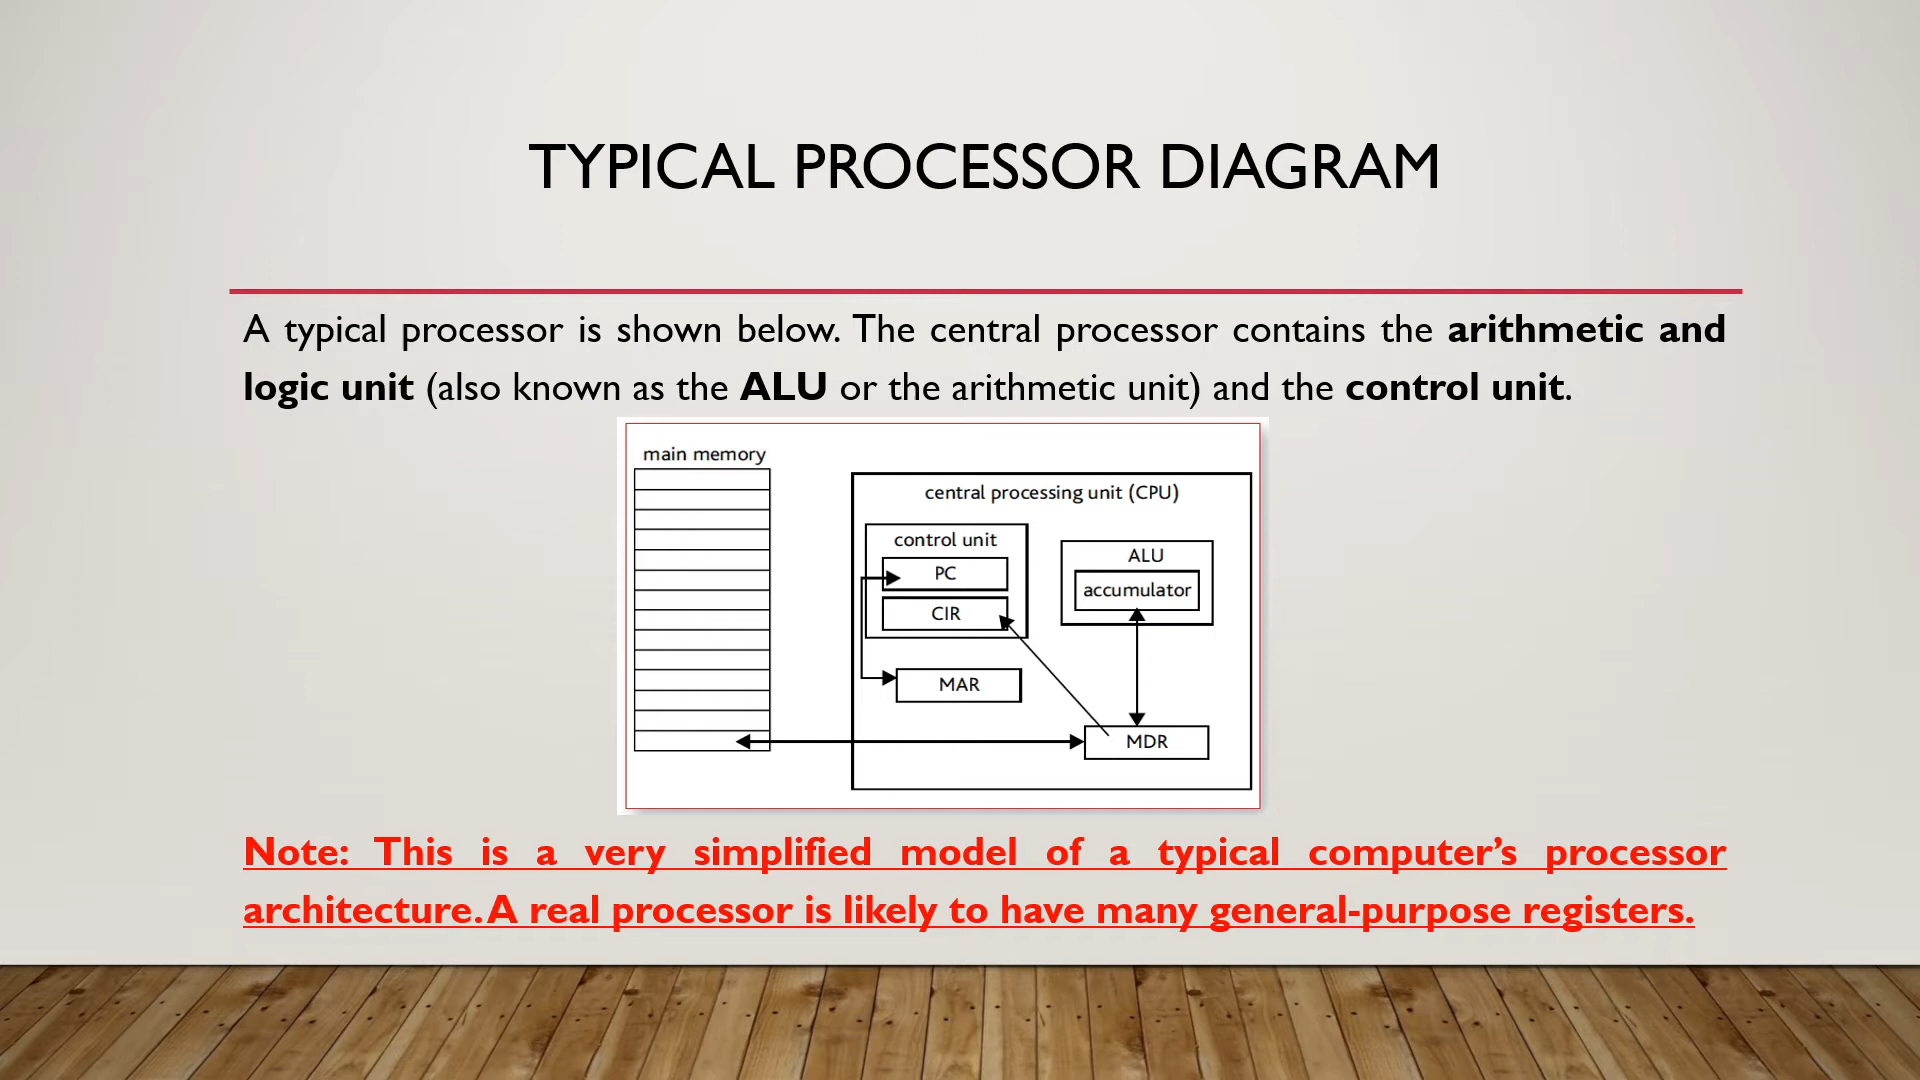 TYPICAL PROCESSOR DIAGRAM
A typical processor is shown below. The central processor contains the arithmetic and
logic unit (also known as the ALU or the arithmetic unit) and the control unit.
main memory
central processing unit (CPU)
control unit
PC
CIR
MAR
ALU
accumulator
MDR
Note: This is a very simplified model of a typical computer’s processor
architecture. A real processor is likely to have many general-purpose registers.